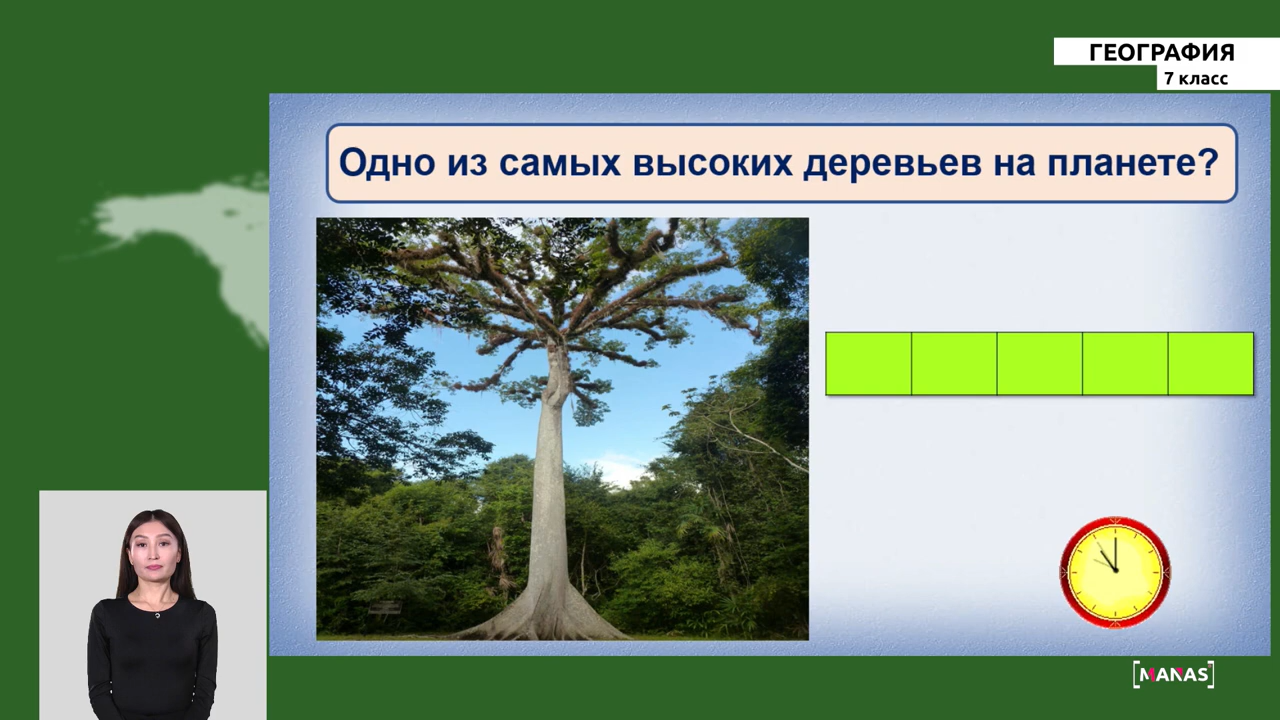 ГЕОГРАФИЯ
7 класс
Одно из самых высоких деревьев на планете?
[MANAS]